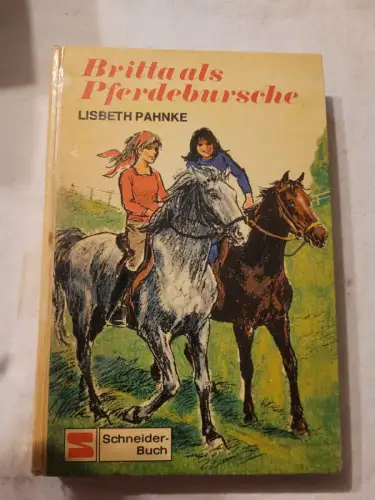 Britta als
Pferdebursche
LISBETH PAHNKE
Schneider-
Buch